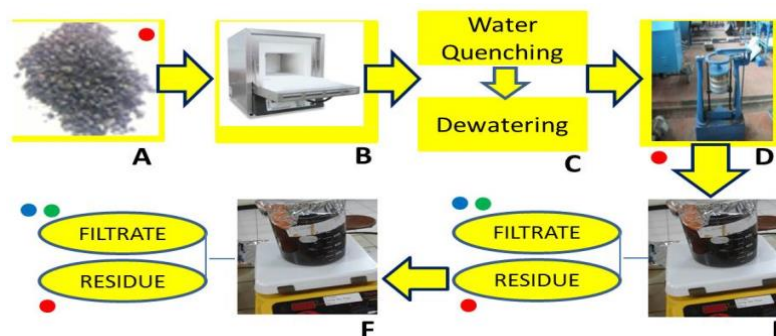 Water
Quenching
Dewatering
A
B
C
D
FILTRATE
RESIDUE
FILTRATE
RESIDUE
F